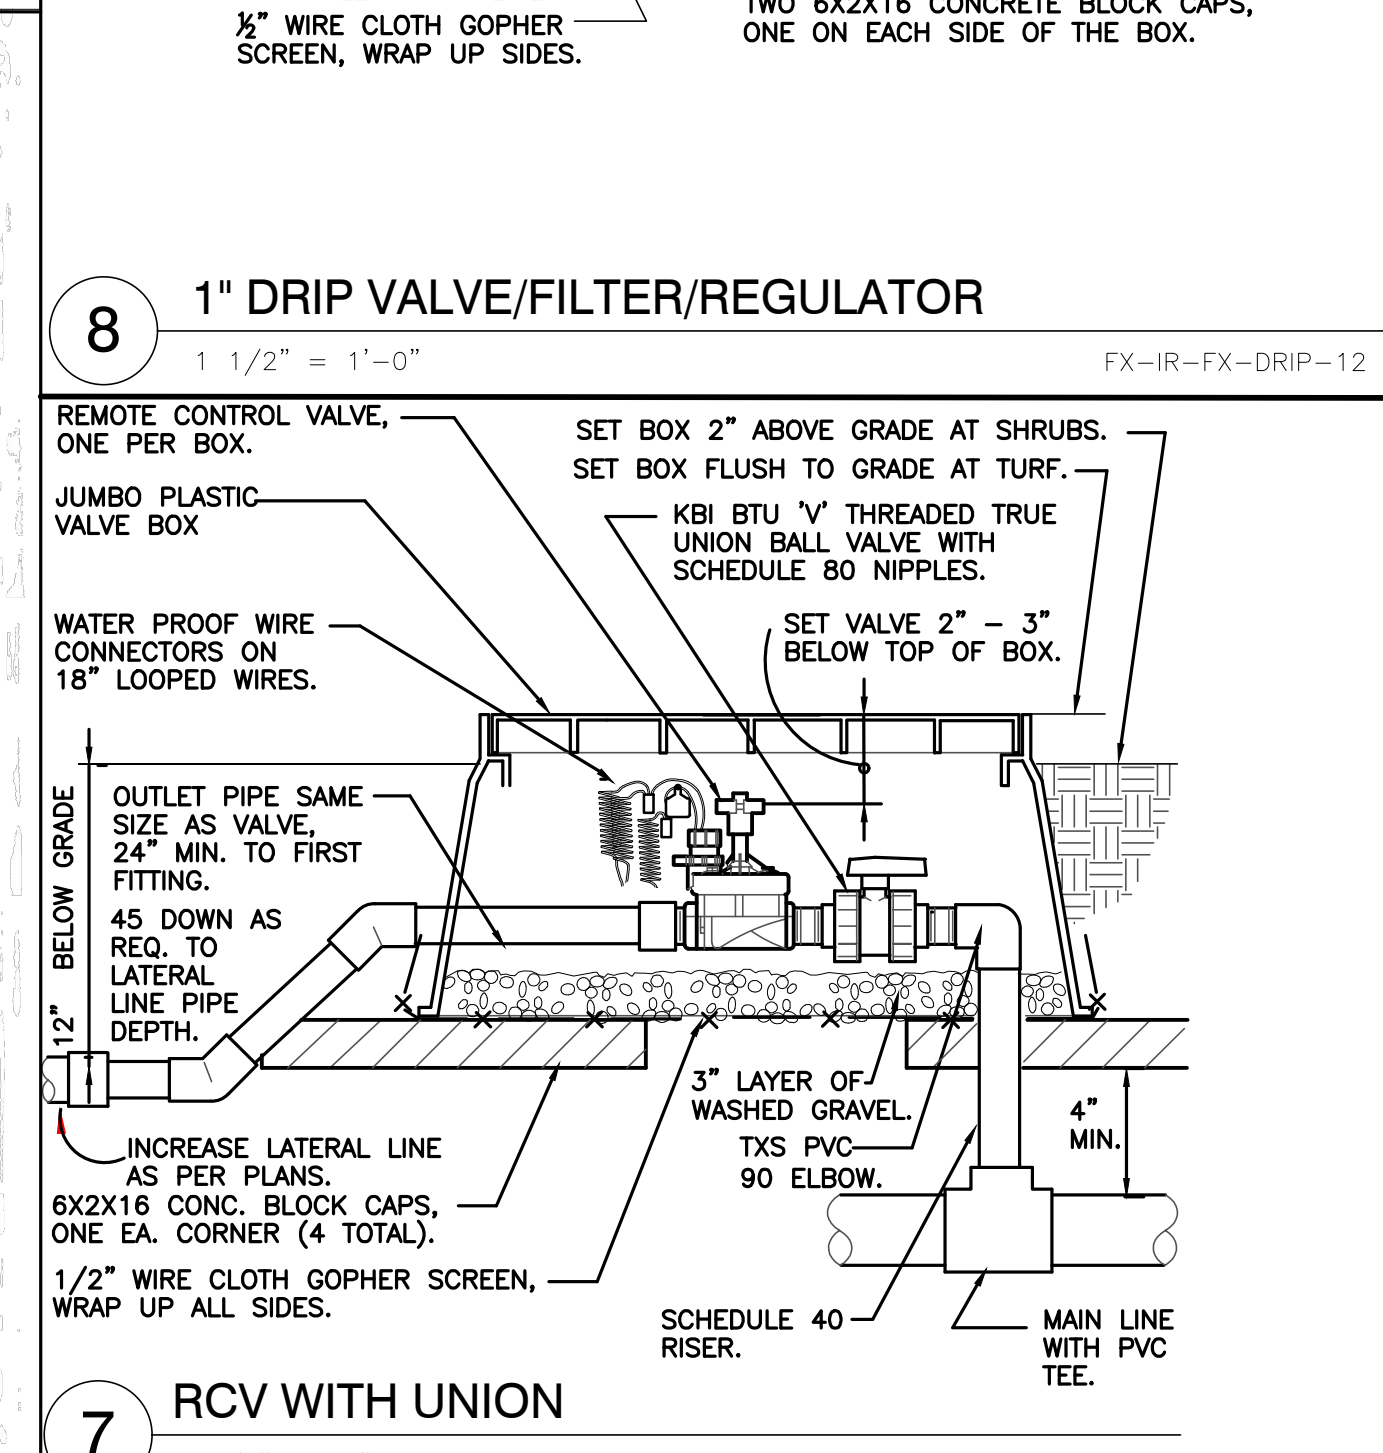 ½" WIRE CLOTH GOPHER
SCREEN, WRAP UP SIDES.
TWO 6X2X16 CONCRETE BLOCK CAPS,
ONE ON EACH SIDE OF THE BOX.
8
1" DRIP VALVE/FILTER/REGULATOR
1 1/2" = 1'-0"
FX-IR-FX-DRIP-12
REMOTE CONTROL VALVE,
ONE PER BOX.
JUMBO PLASTIC
VALVE BOX
WATER PROOF WIRE
CONNECTORS ON
18" LOOPED WIRES.
SET BOX 2" ABOVE GRADE AT SHRUBS.
SET BOX FLUSH TO GRADE AT TURF.
KBI BTU 'V' THREADED TRUE
UNION BALL VALVE WITH
SCHEDULE 80 NIPPLES.
SET VALVE 2" - 3"
BELOW TOP OF BOX.
12" BELOW GRADE
OUTLET PIPE SAME
SIZE AS VALVE,
24" MIN. TO FIRST
FITTING.
45 DOWN AS
REQ. TO
LATERAL
LINE PIPE
DEPTH.
INCREASE LATERAL LINE
AS PER PLANS.
6X2X16 CONC. BLOCK CAPS,
ONE EA. CORNER (4 TOTAL).
1/2" WIRE CLOTH GOPHER SCREEN,
WRAP UP ALL SIDES.
3" LAYER OF
WASHED GRAVEL.
TXS PVC
90 ELBOW.
4"
MIN.
SCHEDULE 40
RISER.
MAIN LINE
WITH PVC
TEE.
7
RCV WITH UNION